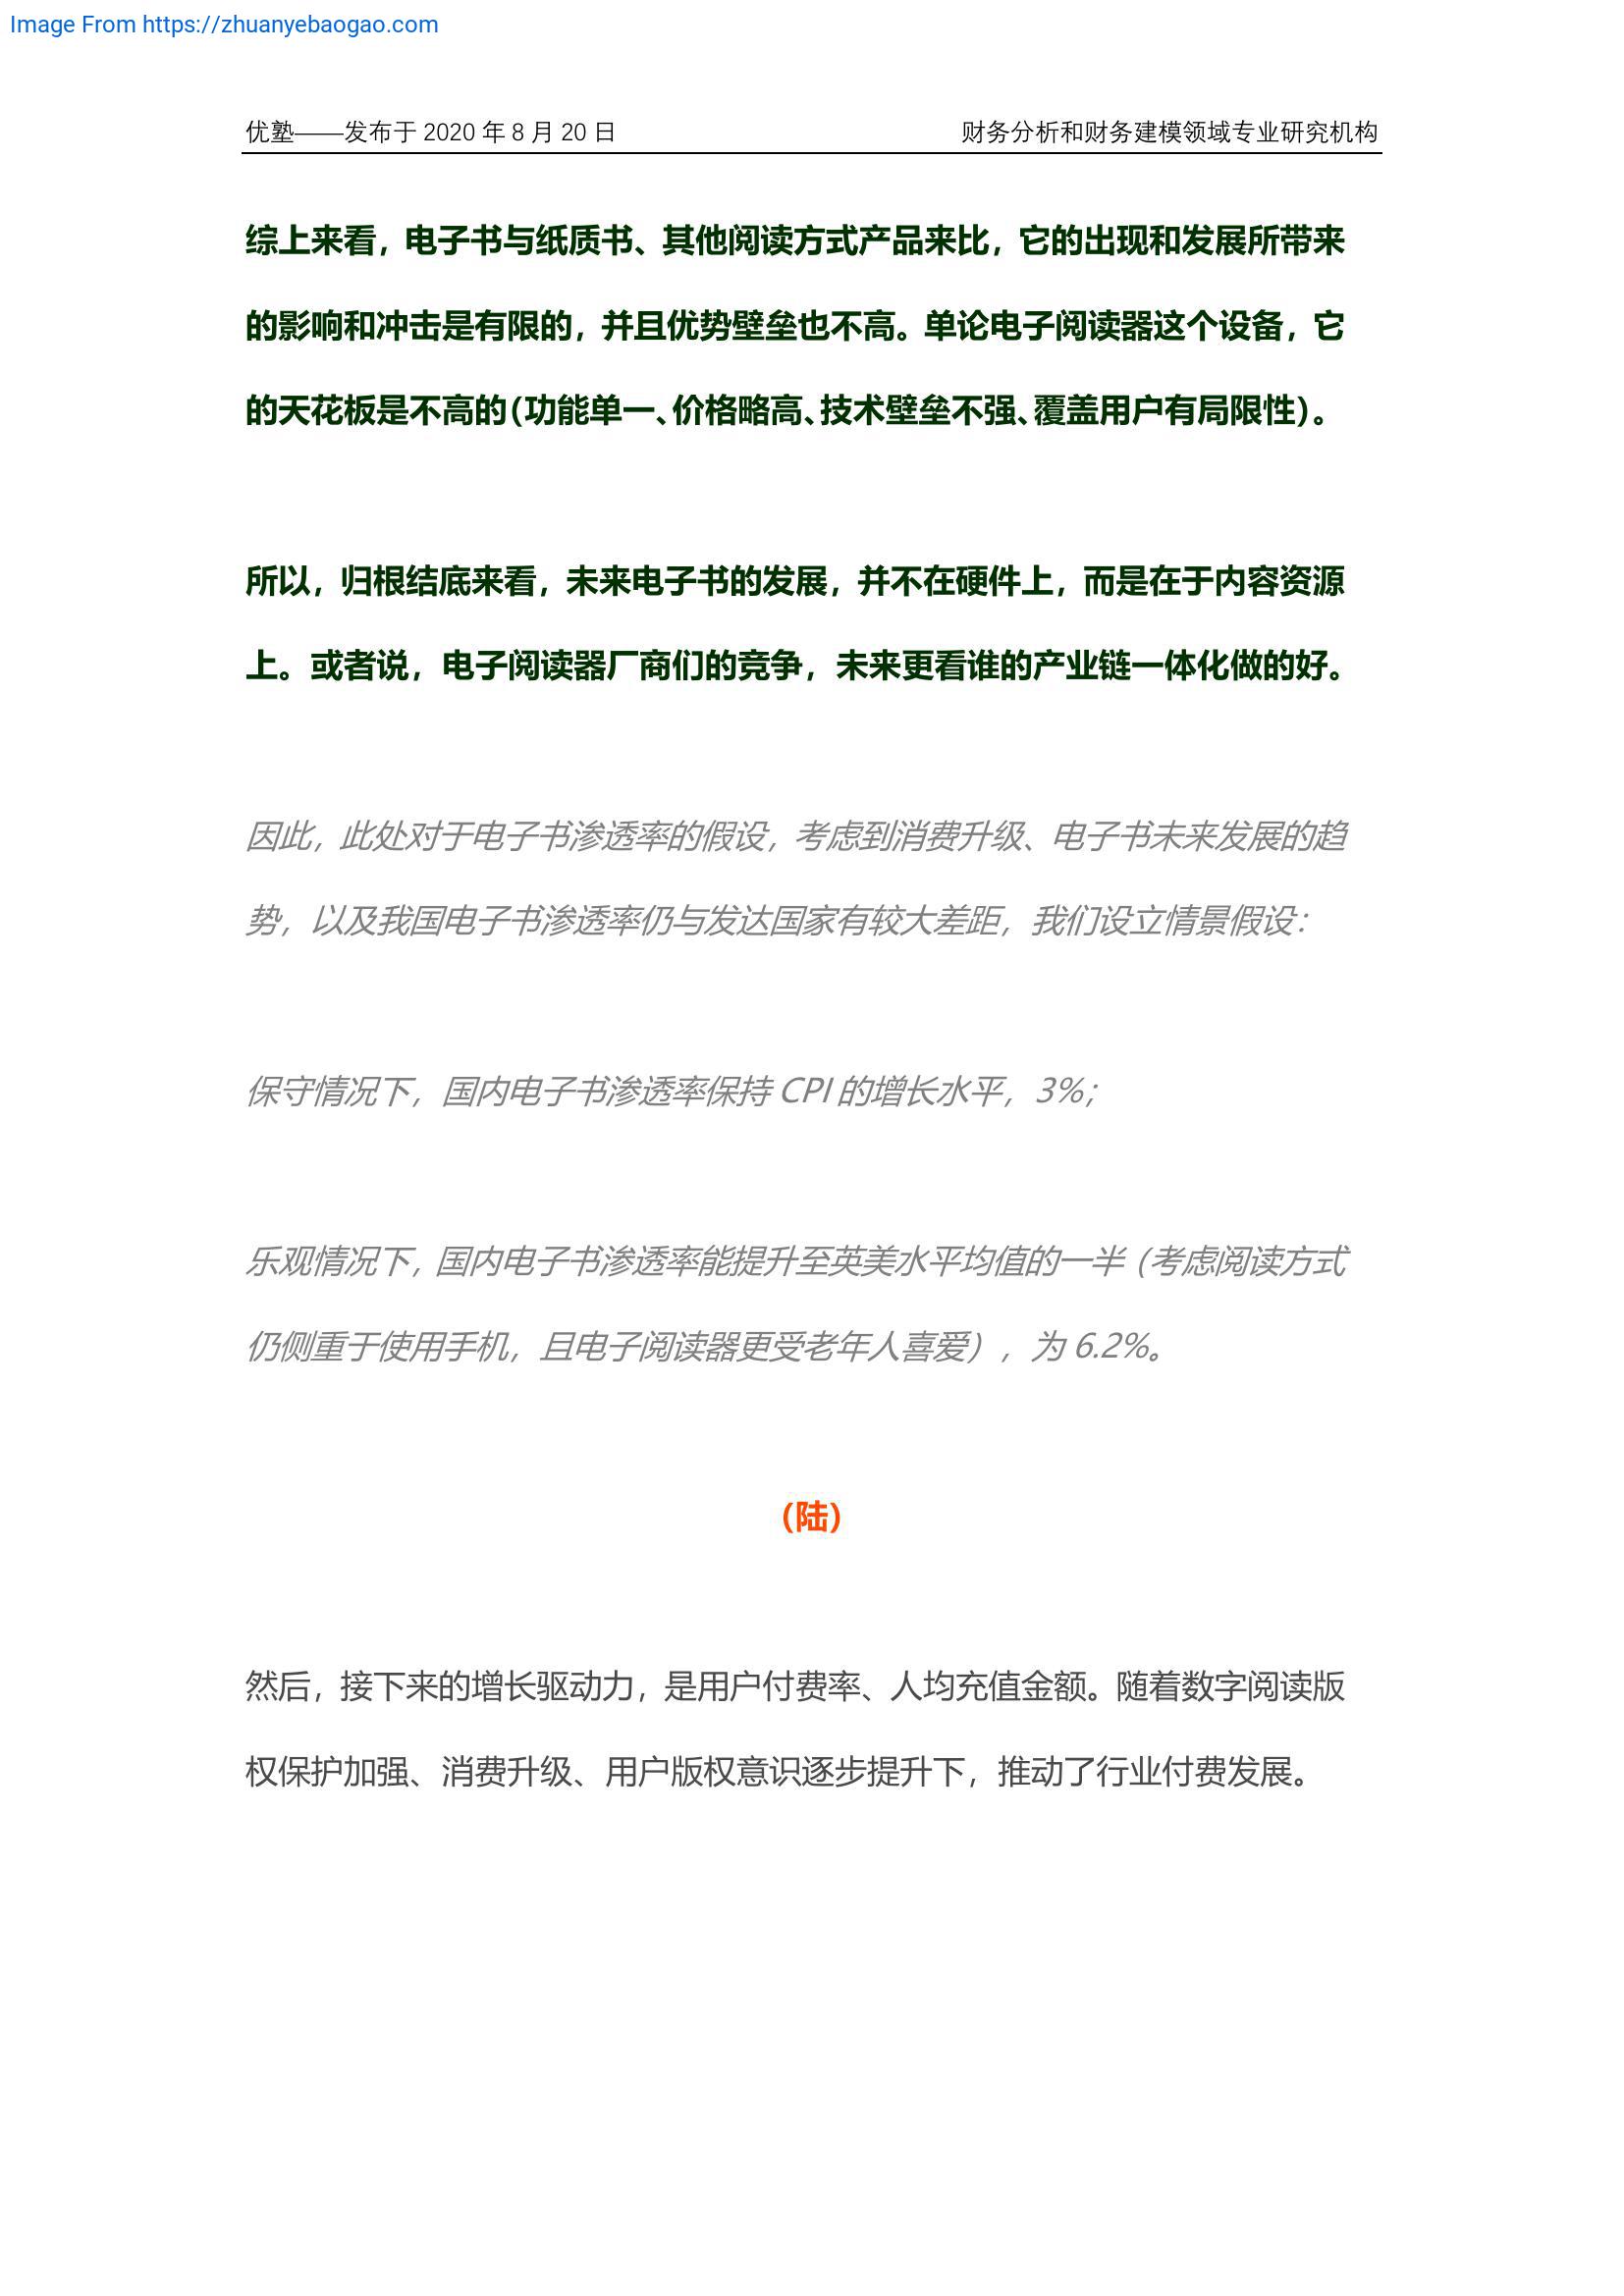 Image From https://zhuanyebaogao.com
优塾——发布于 2020 年 8 月 20 日 财务分析和财务建模领域专业研究机构
综上来看，电子书与纸质书、其他阅读方式产品来比，它的出现和发展所带来
的影响和冲击是有限的，并且优势壁垒也不高。单论电子阅读器这个设备，它
的天花板是不高的（功能单一、价格略高、技术壁垒不强、覆盖用户有局限性）。
所以，归根结底来看，未来电子书的发展，并不在硬件上，而是在于内容资源
上。或者说，电子阅读器厂商们的竞争，未来更看谁的产业链一体化做的好。
因此，此处对于电子书渗透率的假设，考虑到消费升级、电子书未来发展的趋
势，以及我国电子书渗透率仍与发达国家有较大差距，我们设立情景假设：
保守情况下，国内电子书渗透率保持 CPI 的增长水平，3%；
乐观情况下，国内电子书渗透率能提升至英美水平均值的一半（考虑阅读方式
仍侧重于使用手机，且电子阅读器更受老年人喜爱），为 6.2%。
（陆）
然后，接下来的增长驱动力，是用户付费率、人均充值金额。随着数字阅读版
权保护加强、消费升级、用户版权意识逐步提升下，推动了行业付费发展。